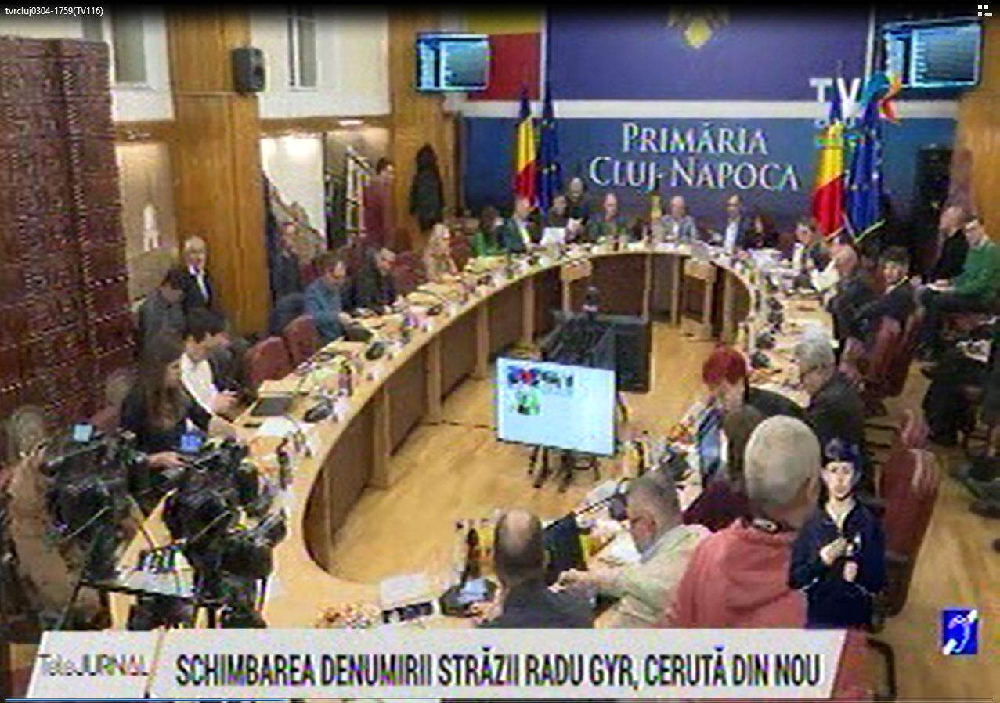 tvrcluj0304-1759(TV116)
TV
PRIMĂRIA
CLUJ-NAPOCA
TeleJURNAL
SCHIMBAREA DENUMIRII STRĂZII RADU GYR, CERUTĂ DIN NOU